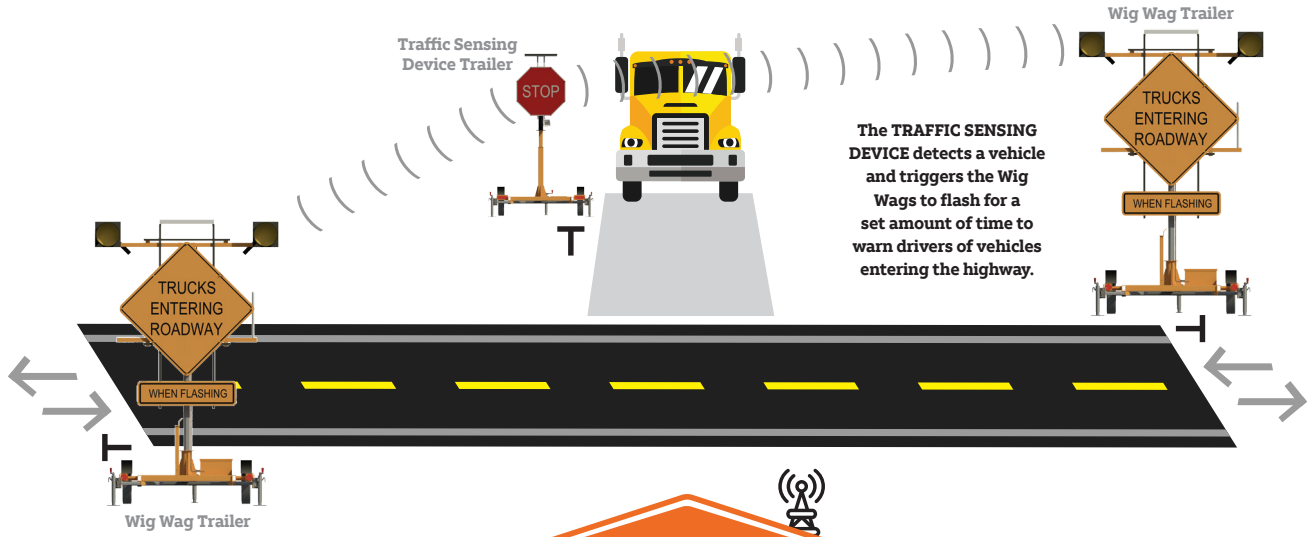 Wig Wag Trailer
Traffic Sensing
Device Trailer
STOP
TRUCKS
ENTERING
ROADWAY
WHEN FLASHING
The TRAFFIC SENSING
DEVICE detects a vehicle
and triggers the Wig
Wags to flash for a
set amount of time to
warn drivers of vehicles
entering the highway.
TRUCKS
ENTERING
ROADWAY
WHEN FLASHING
Wig Wag Trailer